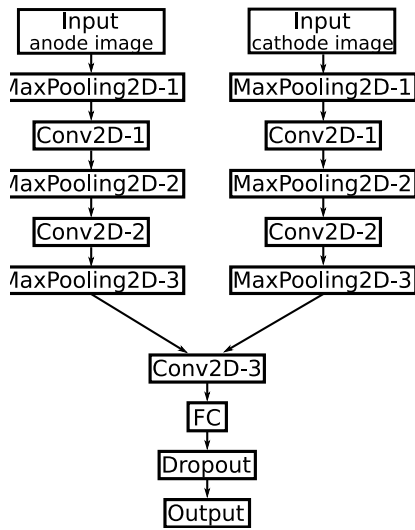 Input
anode image
MaxPooling2D-1
Conv2D-1
MaxPooling2D-2
Conv2D-2
MaxPooling2D-3
Input
cathode image
MaxPooling2D-1
Conv2D-1
MaxPooling2D-2
Conv2D-2
MaxPooling2D-3
Conv2D-3
FC
Dropout
Output